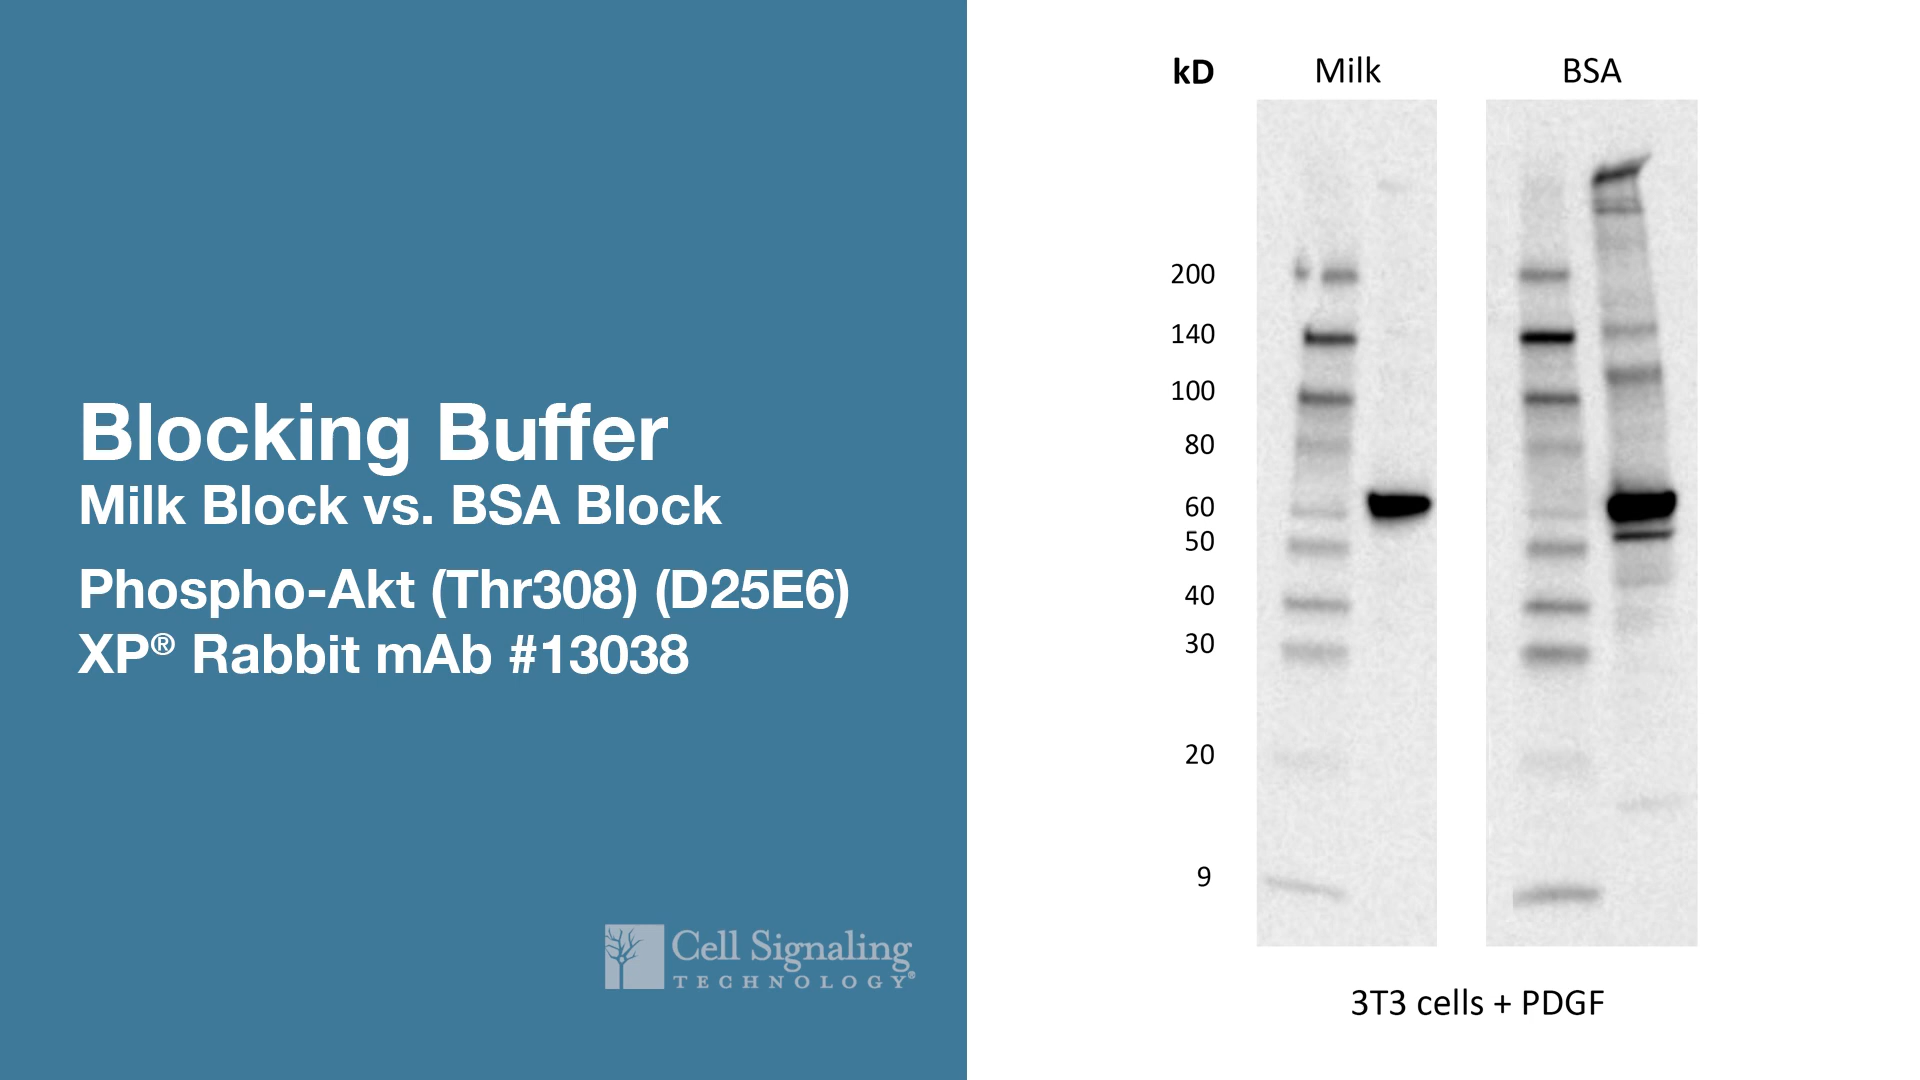 Blocking Buffer
Milk Block vs. BSA Block
Phospho-Akt (Thr308) (D25E6)
XP® Rabbit mAb #13038
Cell Signaling
TECHNOLOGY®
kD
Milk
BSA
200
140
100
80
60
50
40
30
20
9
3T3 cells + PDGF